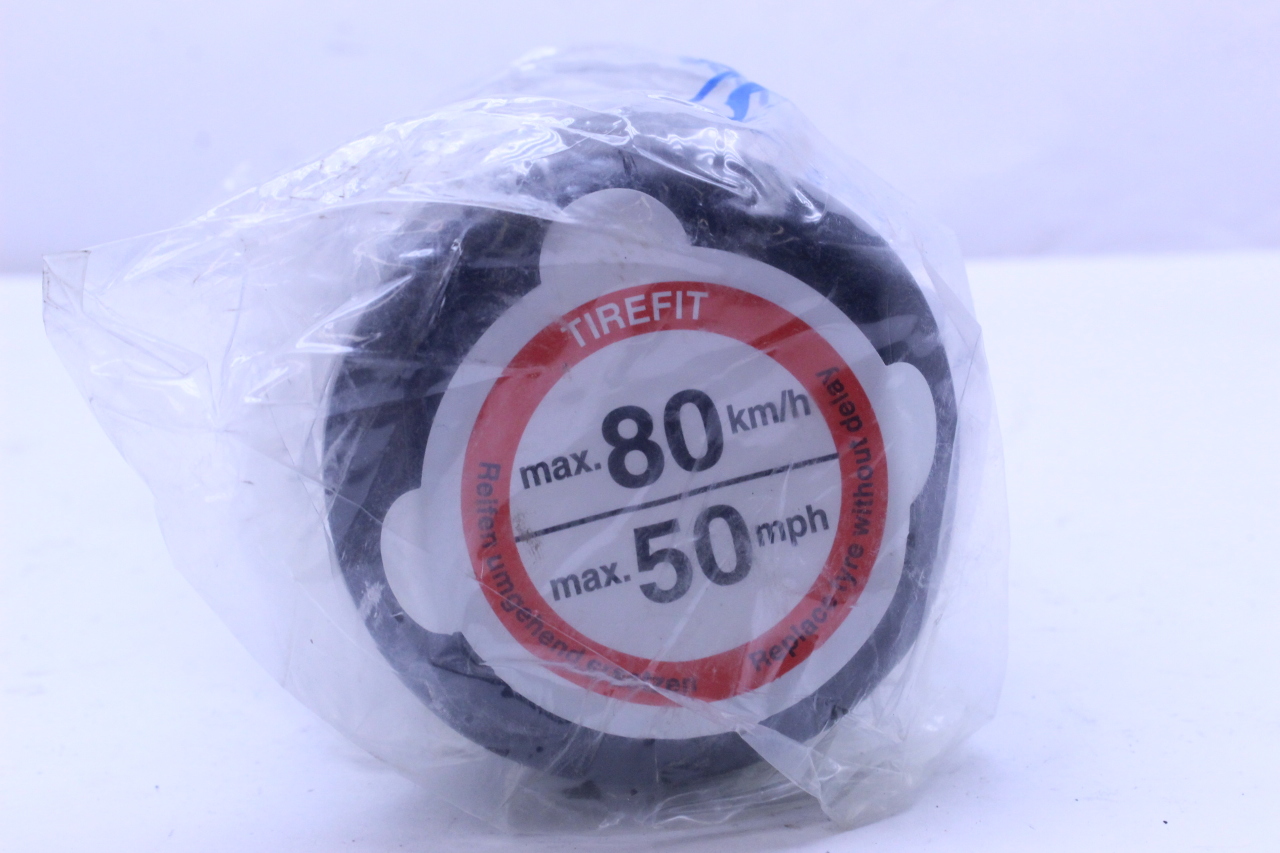 TIREFIT
max. 80 km/h
max. 50 mph
Reifen umgehend ersetzen
Replace tyre without delay